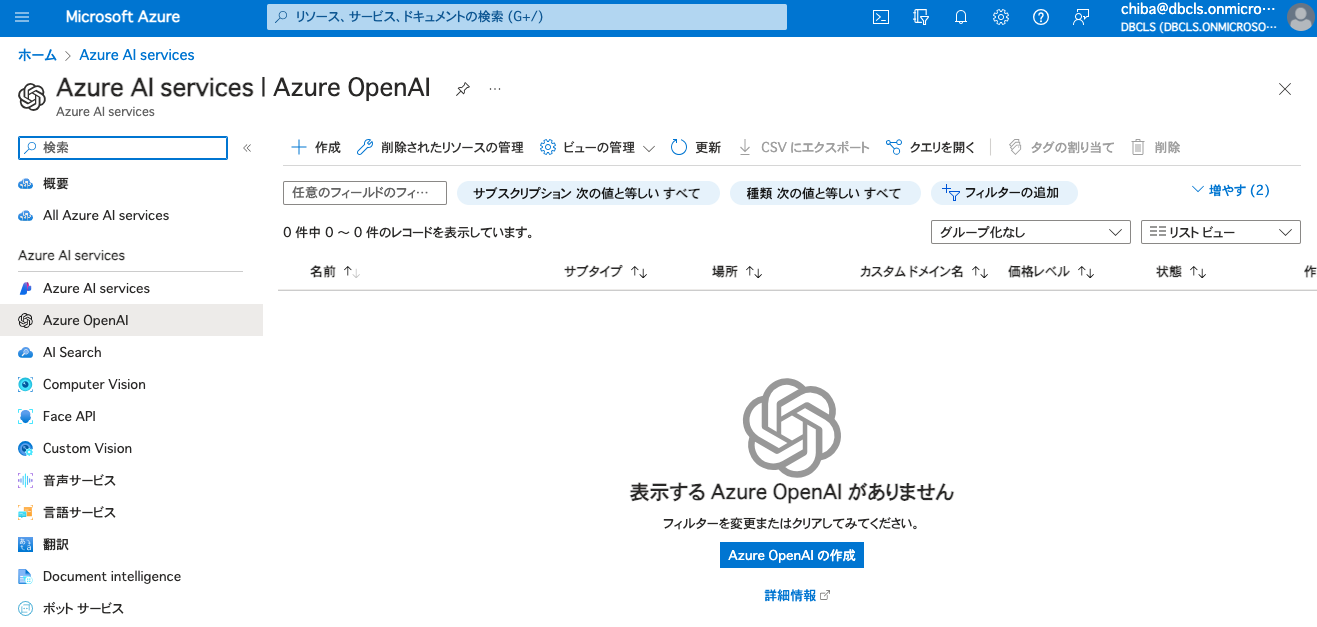 Microsoft Azure
リソース、サービス、ドキュメントの検索 (G+/)
chiba@dbcls.onmicro…
DBCLS (DBCLS.ONMICROSO…
ホーム > Azure AI services
Azure AI services | Azure OpenAI
Azure AI services
検索
概要
All Azure AI services
Azure AI services
Azure AI services
Azure OpenAI
AI Search
Computer Vision
Face API
Custom Vision
音声サービス
言語サービス
翻訳
Document intelligence
ボット サービス
作成 削除されたリソースの管理 ビューの管理 更新 CSV にエクスポート クエリを開く タグの割り当て 削除
任意のフィールドのフィ… サブスクリプション 次の値と等しい すべて 種類 次の値と等しい すべて フィルターの追加 増やす (2)
0 件中 0 ～ 0 件のレコードを表示しています。 グループ化なし リスト ビュー
名前 ↑↓ サブタイプ ↑↓ 場所 ↑↓ カスタム ドメイン名 ↑↓ 価格レベル ↑↓ 状態 ↑↓ 作
表示する Azure OpenAI がありません
フィルターを変更またはクリアしてみてください。
Azure OpenAI の作成
詳細情報